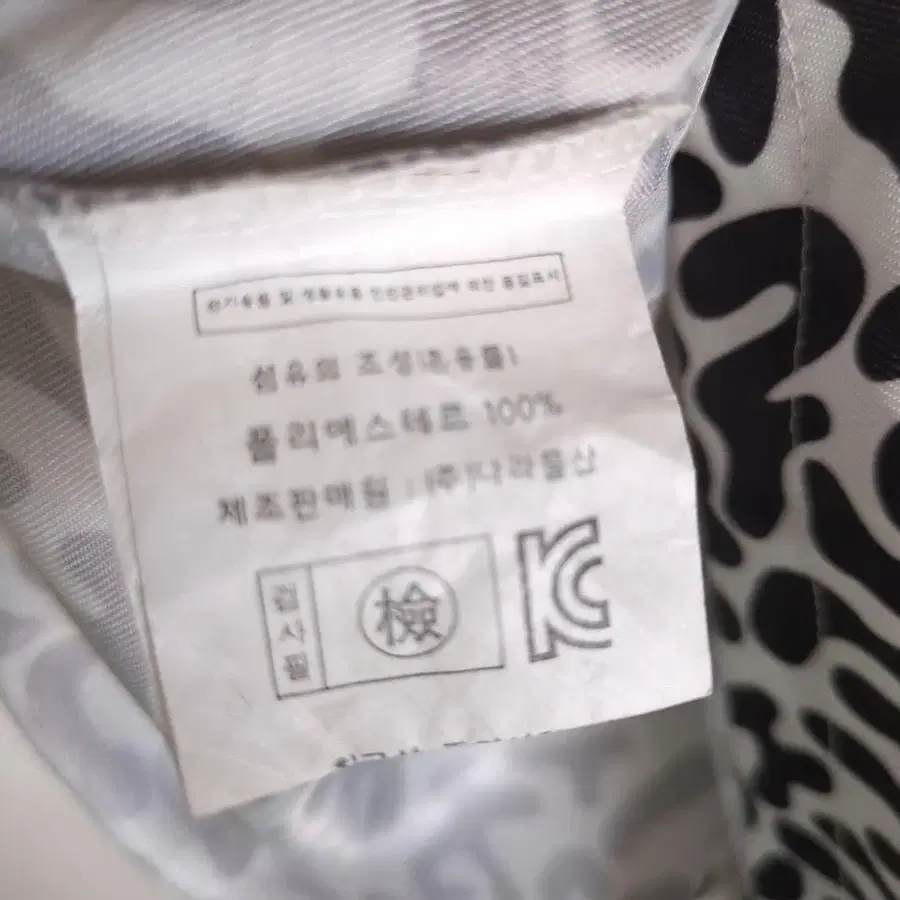 전기용품 및 생활용품 안전관리법에 의한 품질표시
섬유의 조성(혼용률)
폴리에스테르 100%
제조판매원 : (주)나라물산
검사필
檢
KC